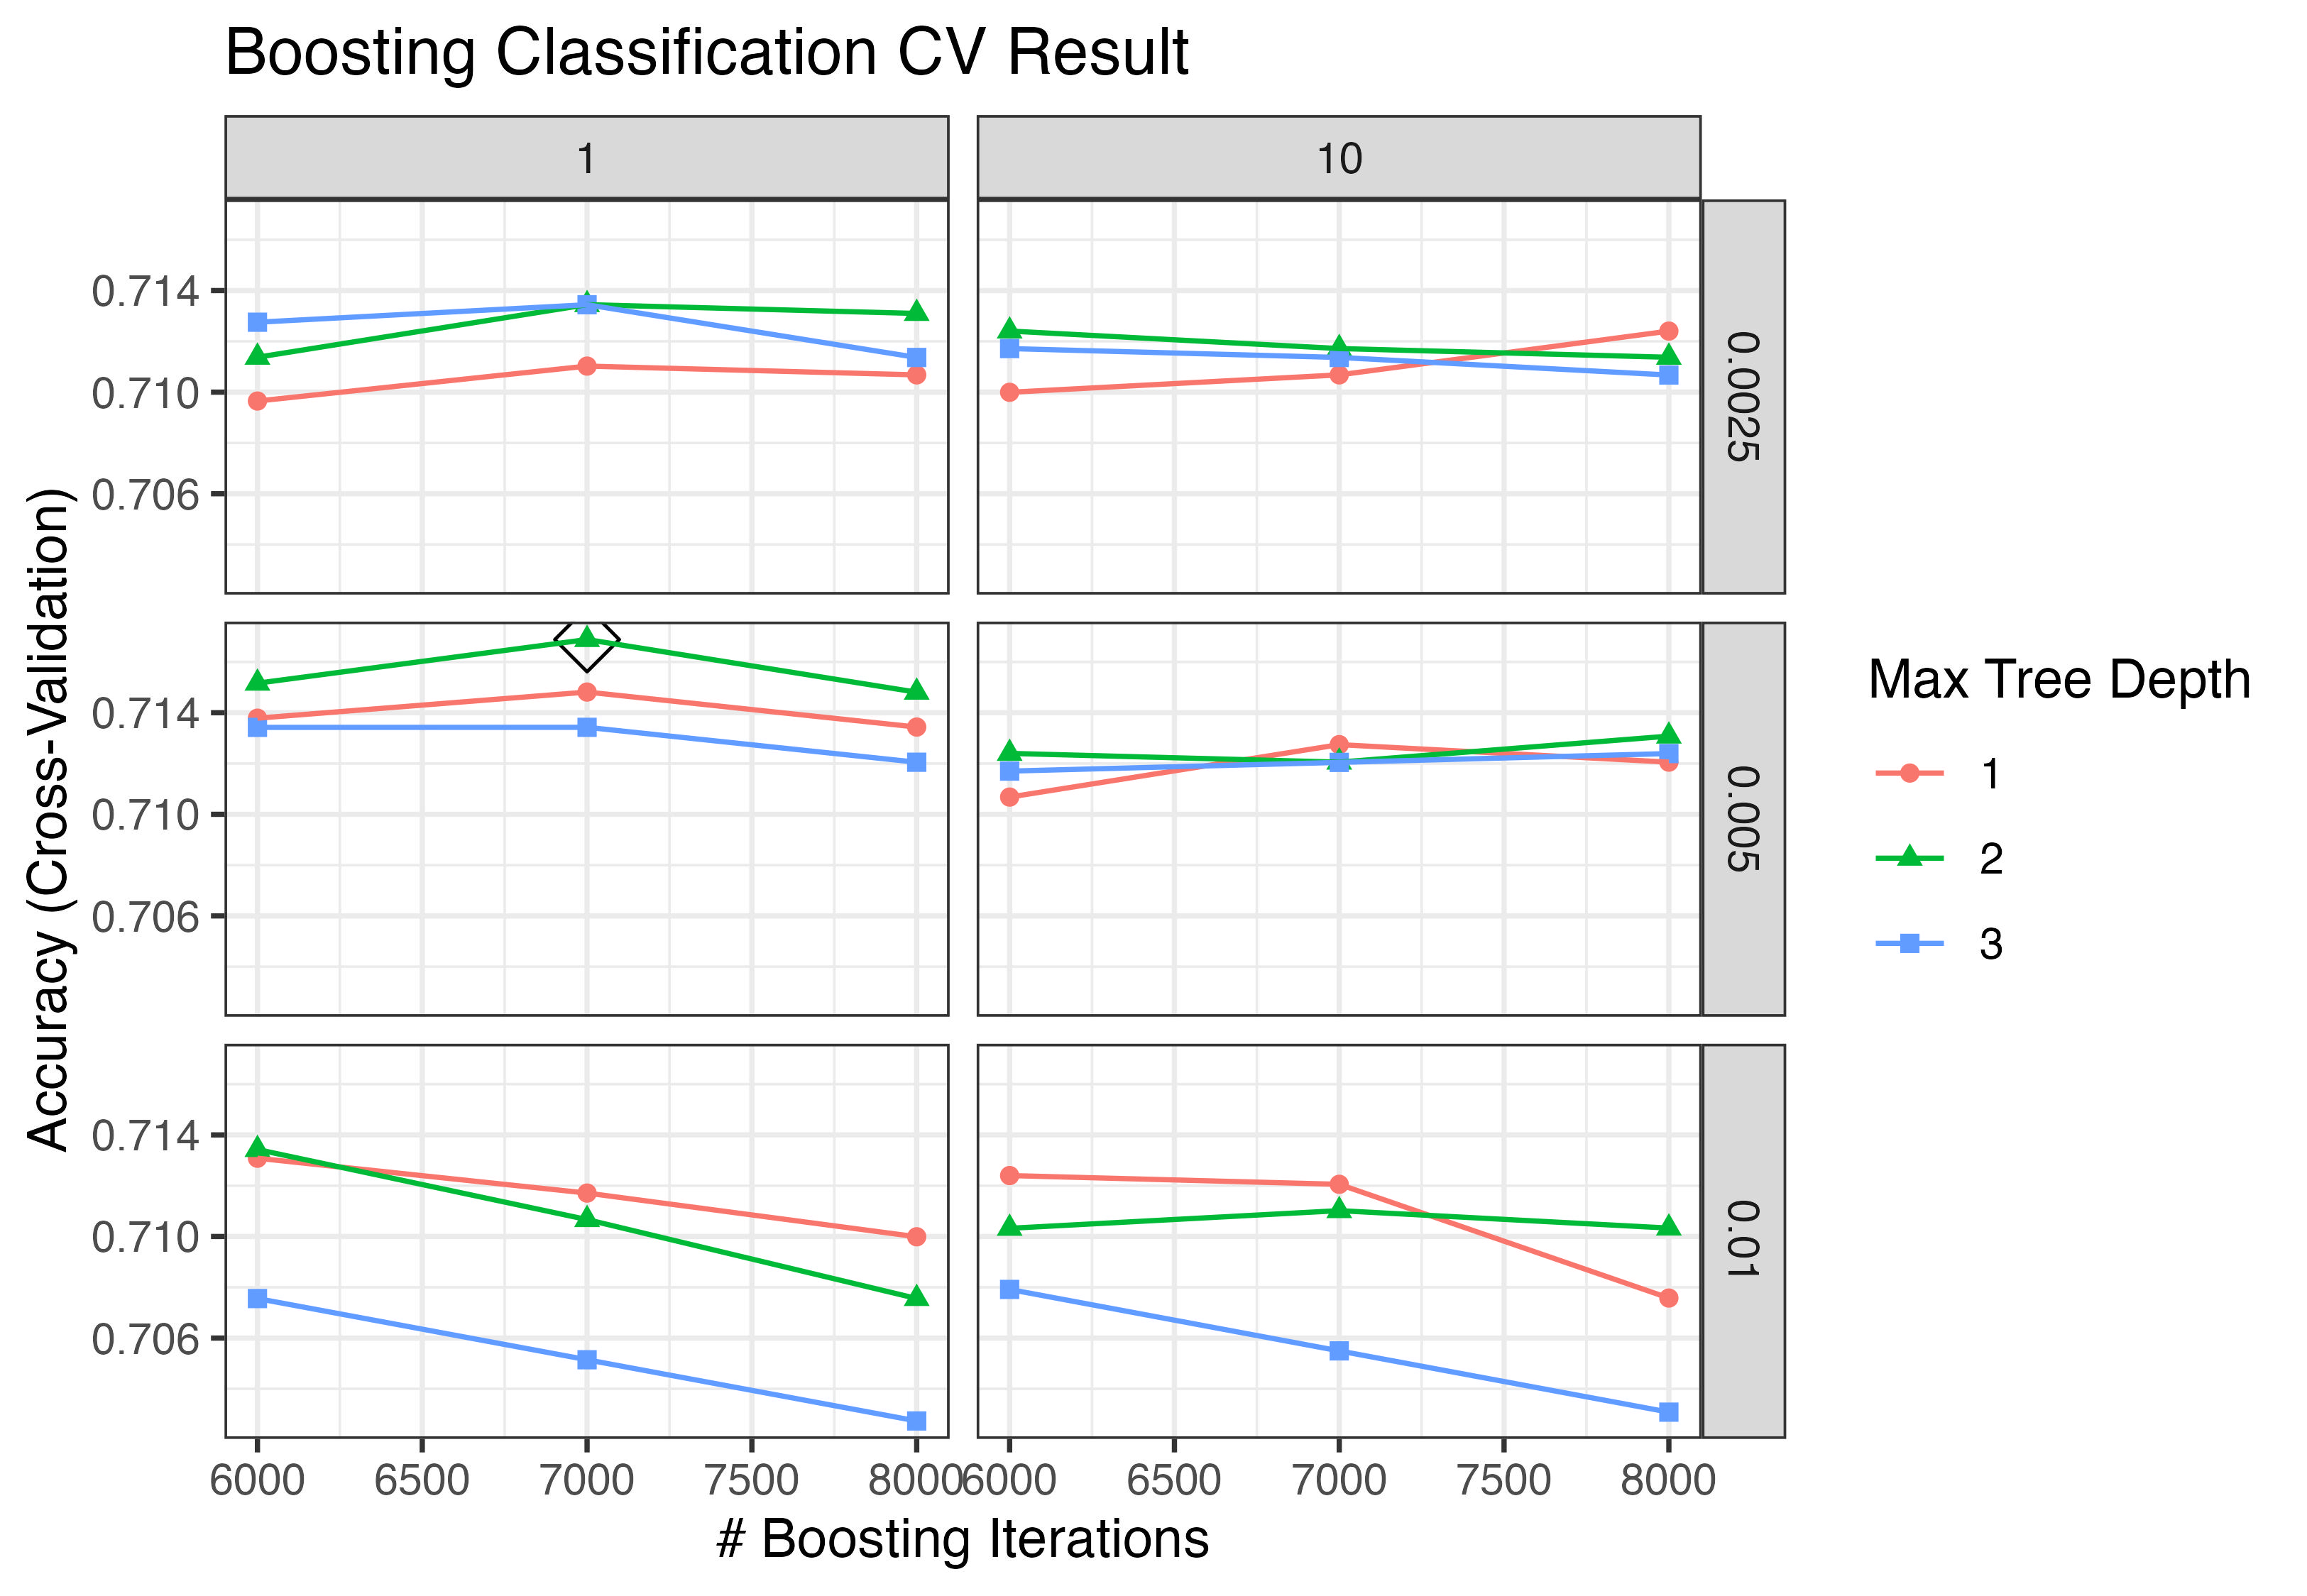 Boosting Classification CV Result
1
10
0.714
0.710
0.706
0.0025
0.714
0.710
0.706
0.005
0.714
0.710
0.706
0.01
6000 6500 7000 7500 8000
6000 6500 7000 7500 8000
# Boosting Iterations
Accuracy (Cross-Validation)
Max Tree Depth
1
2
3